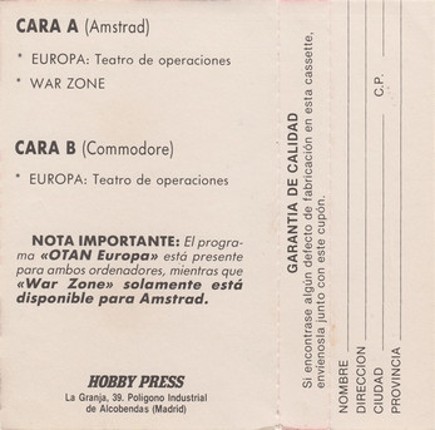 CARA A (Amstrad)
* EUROPA: Teatro de operaciones
* WAR ZONE
CARA B (Commodore)
* EUROPA: Teatro de operaciones
NOTA IMPORTANTE: El progra-
ma «OTAN Europa» está presente
para ambos ordenadores, mientras que
«War Zone» solamente está
disponible para Amstrad.
HOBBY PRESS
La Granja, 39. Polígono Industrial
de Alcobendas (Madrid)
GARANTIA DE CALIDAD
Si encontrase algún defecto de fabricación en esta cassette,
envienosla junto con este cupón.
NOMBRE
DIRECCION
CIUDAD C.P.
PROVINCIA